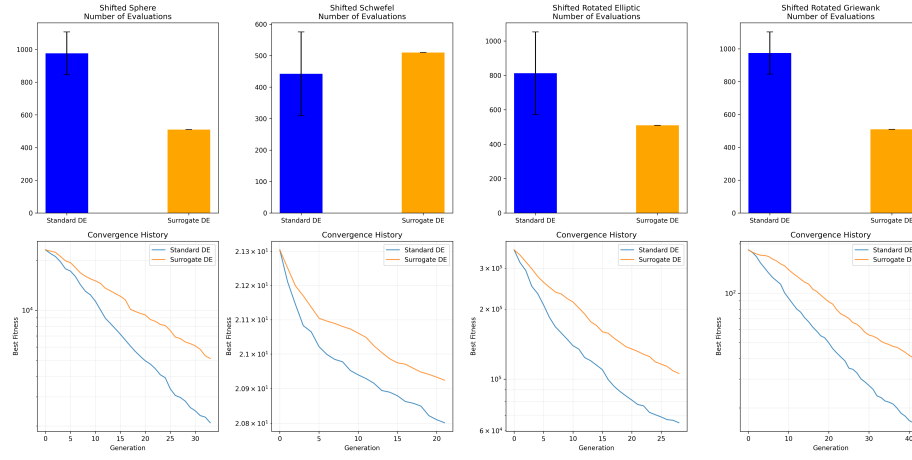 Shifted Sphere
Number of Evaluations
1000
800
600
400
200
0
Standard DE
Surrogate DE
Shifted Schwefel
Number of Evaluations
600
500
400
300
200
100
0
Standard DE
Surrogate DE
Shifted Rotated Elliptic
Number of Evaluations
1000
800
600
400
200
0
Standard DE
Surrogate DE
Shifted Rotated Griewank
Number of Evaluations
1000
800
600
400
200
0
Standard DE
Surrogate DE
Convergence History
Standard DE
Surrogate DE
Best Fitness
10⁴
0 5 10 15 20 25 30
Generation
Convergence History
Standard DE
Surrogate DE
Best Fitness
2.13 × 10¹
2.12 × 10¹
2.11 × 10¹
2.1 × 10¹
2.09 × 10¹
2.08 × 10¹
0 5 10 15 20
Generation
Convergence History
Standard DE
Surrogate DE
Best Fitness
3 × 10⁵
2 × 10⁵
10⁵
6 × 10⁴
0 5 10 15 20 25
Generation
Convergence History
Standard DE
Surrogate D
Best Fitness
10²
0 10 20 30 40
Generation